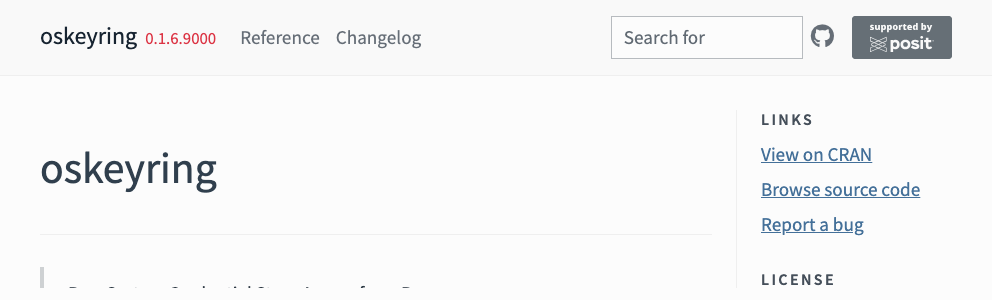 oskeyring 0.1.6.9000 Reference Changelog Search for supported by posit
oskeyring
LINKS
View on CRAN
Browse source code
Report a bug
LICENSE